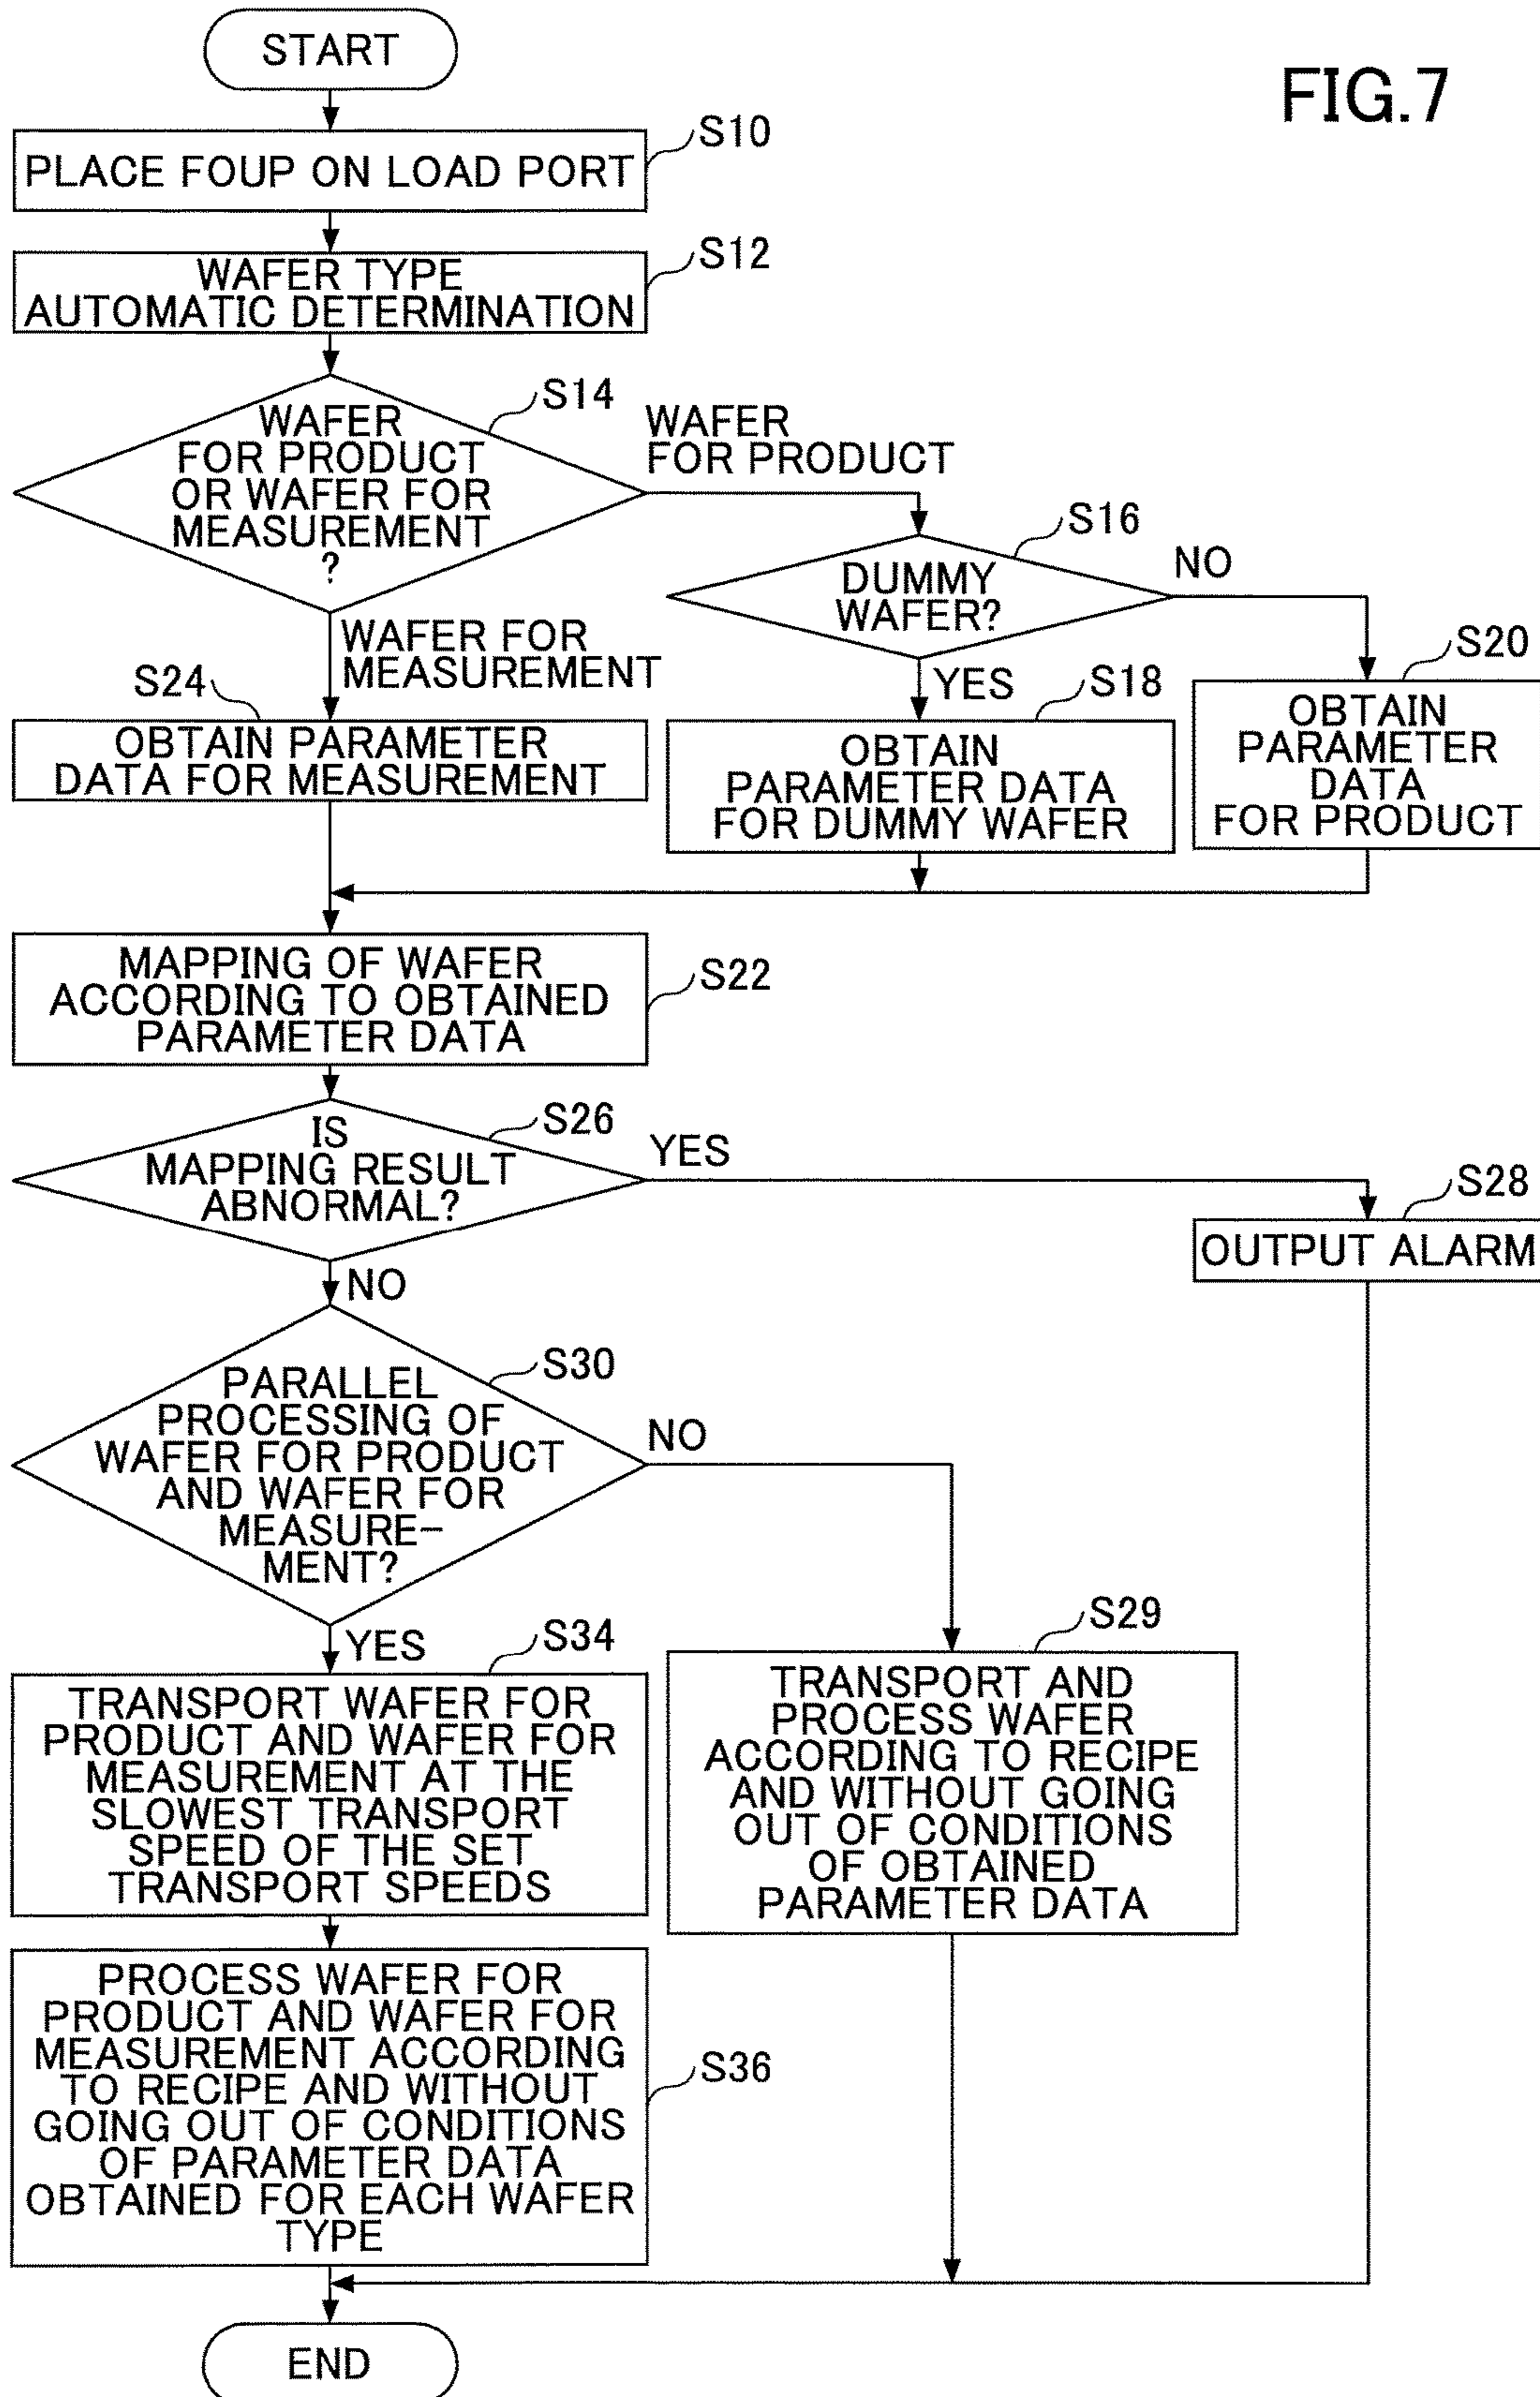 START
FIG.7
S10
PLACE FOUP ON LOAD PORT
S12
WAFER TYPE
AUTOMATIC DETERMINATION
S14
WAFER
FOR PRODUCT
OR WAFER FOR
MEASUREMENT
?
WAFER
FOR PRODUCT
S16
DUMMY
WAFER?
NO
WAFER FOR
MEASUREMENT
YES
S24
OBTAIN PARAMETER
DATA FOR MEASUREMENT
S18
OBTAIN
PARAMETER DATA
FOR DUMMY WAFER
S20
OBTAIN
PARAMETER
DATA
FOR PRODUCT
MAPPING OF WAFER
ACCORDING TO OBTAINED
PARAMETER DATA
S22
IS
MAPPING RESULT
ABNORMAL?
S26
YES
S28
OUTPUT ALARM
NO
PARALLEL
PROCESSING OF
WAFER FOR PRODUCT
AND WAFER FOR
MEASURE-
MENT?
S30
NO
YES
S34
TRANSPORT WAFER FOR
PRODUCT AND WAFER FOR
MEASUREMENT AT THE
SLOWEST TRANSPORT
SPEED OF THE SET
TRANSPORT SPEEDS
S29
TRANSPORT AND
PROCESS WAFER
ACCORDING TO RECIPE
AND WITHOUT GOING
OUT OF CONDITIONS
OF OBTAINED
PARAMETER DATA
PROCESS WAFER FOR
PRODUCT AND WAFER FOR
MEASUREMENT ACCORDING
TO RECIPE AND WITHOUT
GOING OUT OF CONDITIONS
OF PARAMETER DATA
OBTAINED FOR EACH WAFER
TYPE
S36
END